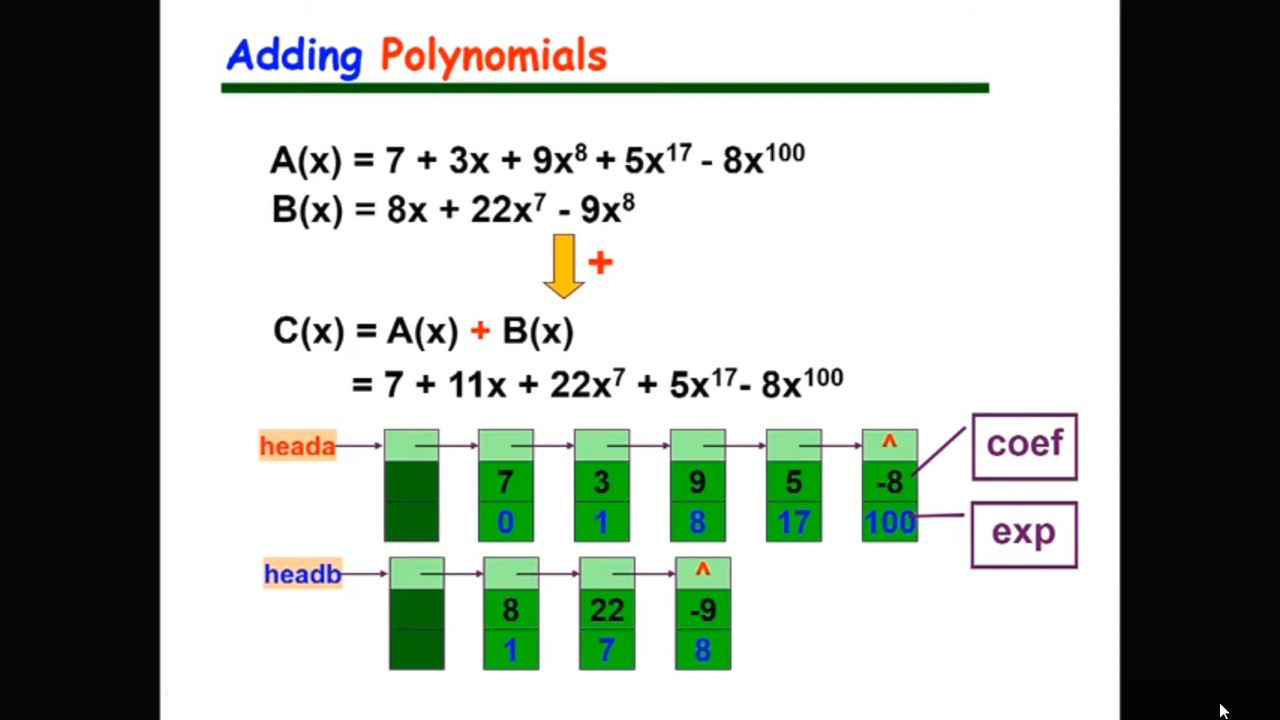 Adding Polynomials
A(x) = 7 + 3x + 9x⁸ + 5x¹⁷ - 8x¹⁰⁰
B(x) = 8x + 22x⁷ - 9x⁸
+
C(x) = A(x) + B(x)
= 7 + 11x + 22x⁷ + 5x¹⁷- 8x¹⁰⁰
heada ^ coef
7 3 9 5 -8
0 1 8 17 100 exp
headb ^
8 22 -9
1 7 8